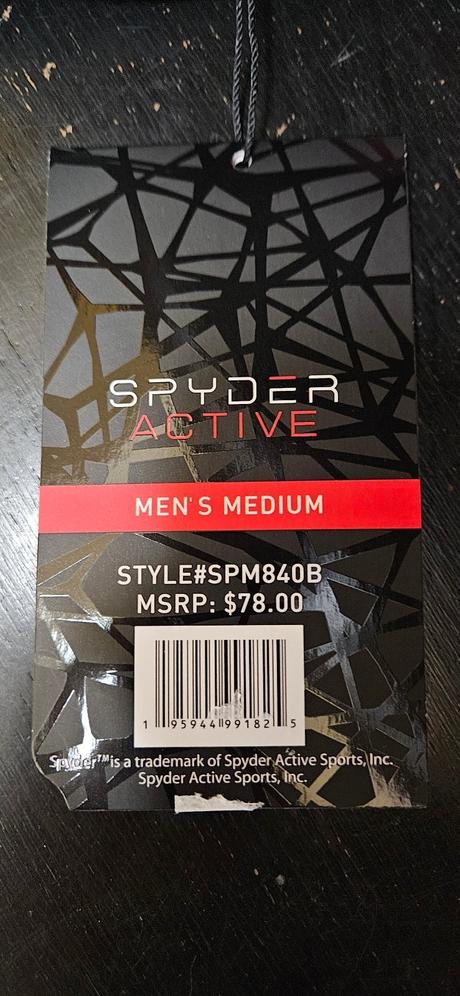 SPYDER
ACTIVE
MEN'S MEDIUM
STYLE#SPM840B
MSRP: $78.00
1 95944 99182 5
Spyder™ is a trademark of Spyder Active Sports, Inc.
Spyder Active Sports, Inc.